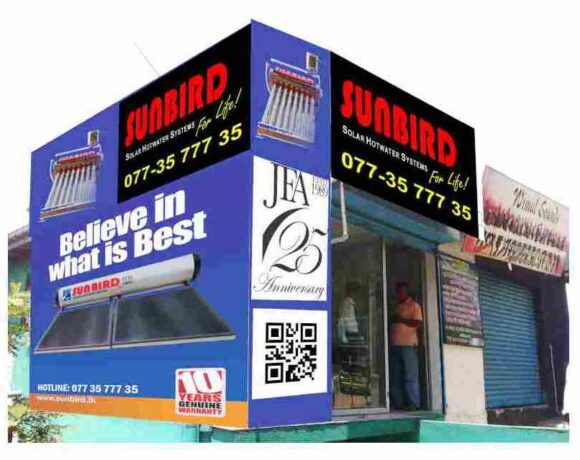 SUNBIRD
SOLAR HOTWATER SYSTEMS For Life!
077-35 777 35
Believe in
what is Best
SUNBIRD
HOTLINE: 077 35 777 35
www.sunbird.lk
10
YEARS
GENUINE
WARRANTY
JEA
1989
25
Anniversary
SUNBIRD
SOLAR HOTWATER SYSTEMS
For Life!
077-35 777 35